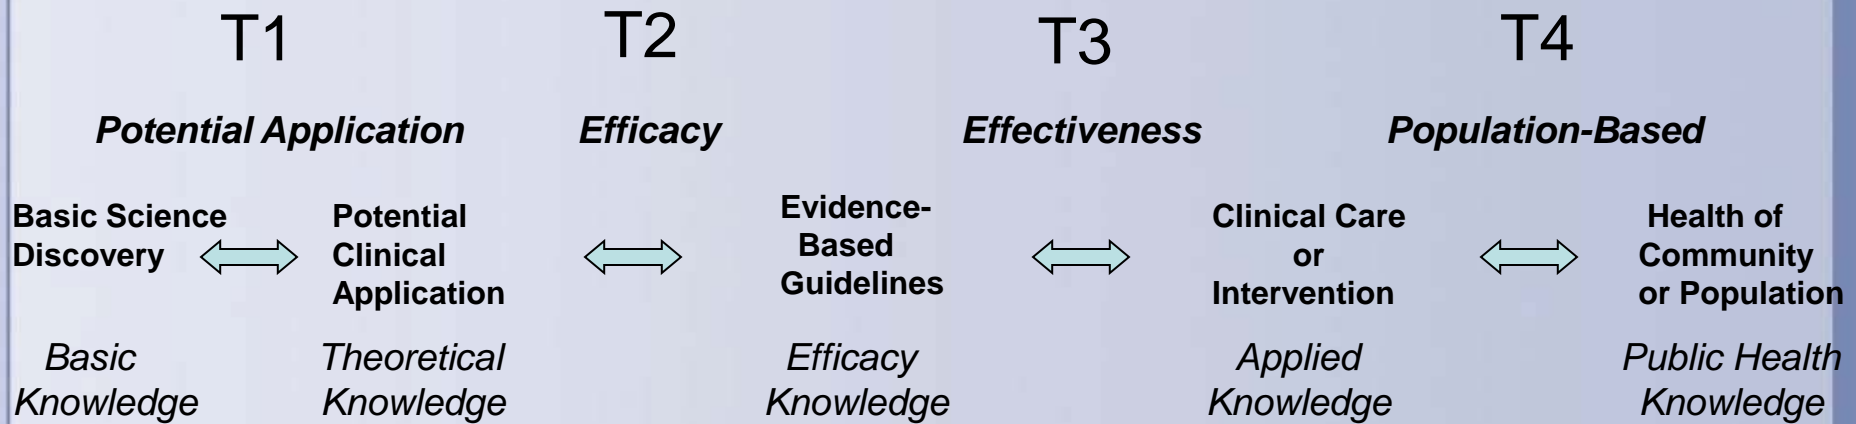 T1 T2 T3 T4
Potential Application Efficacy Effectiveness Population-Based
Basic Science
Discovery
Potential
Clinical
Application
Evidence-
Based
Guidelines
Clinical Care
or
Intervention
Health of
Community
or Population
Basic
Knowledge
Theoretical
Knowledge
Efficacy
Knowledge
Applied
Knowledge
Public Health
Knowledge